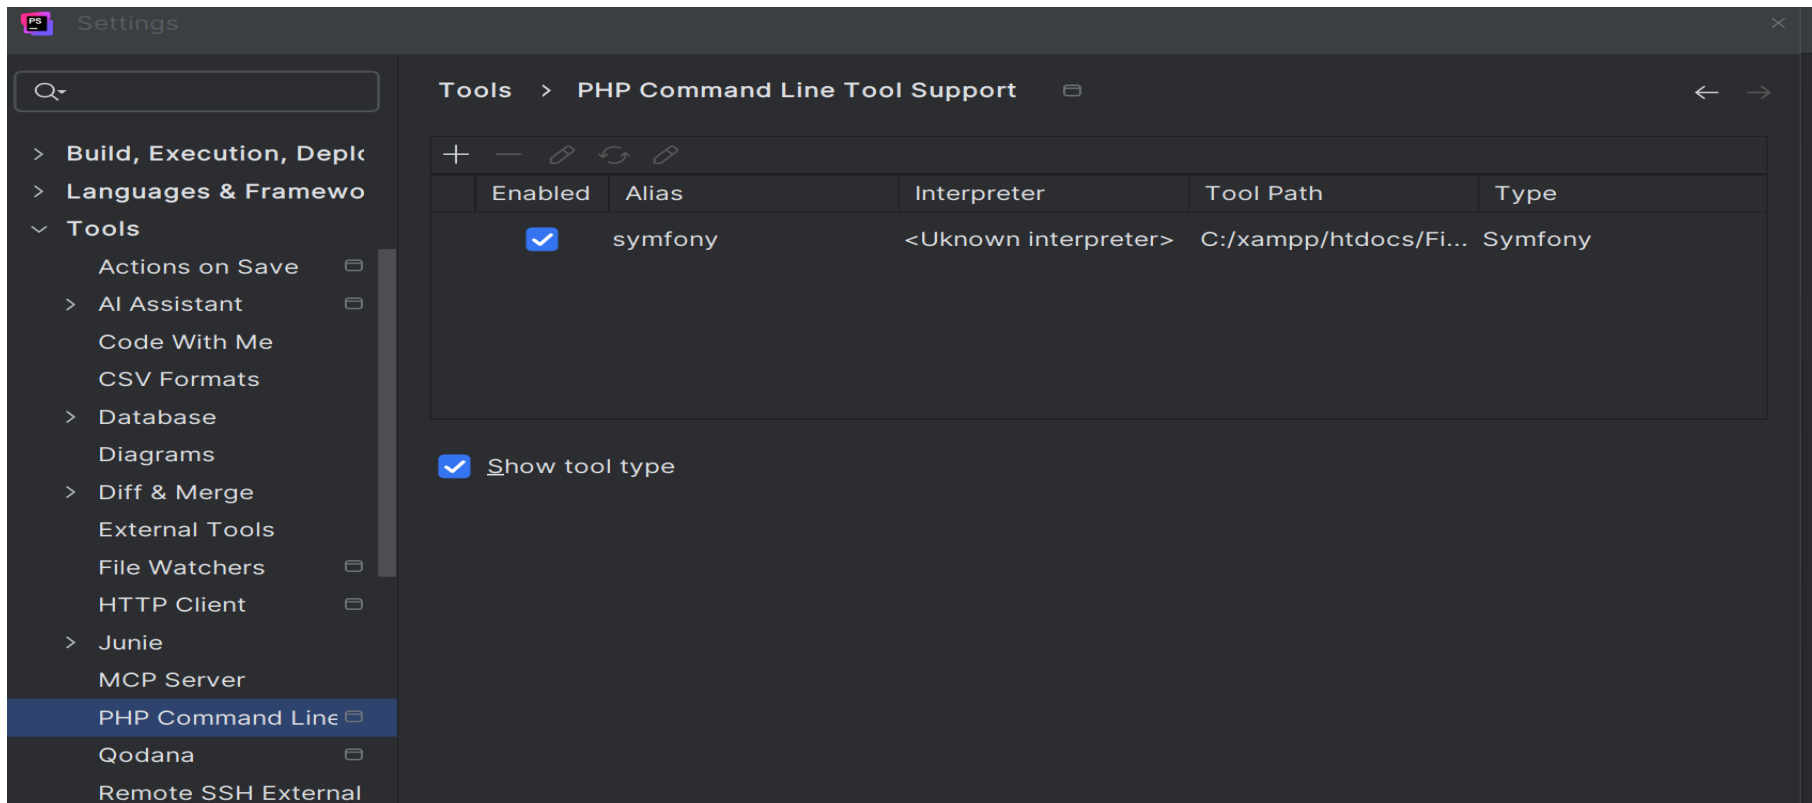 PS
Settings
Build, Execution, Deplo
Languages & Framewo
Tools
Actions on Save
AI Assistant
Code With Me
CSV Formats
Database
Diagrams
Diff & Merge
External Tools
File Watchers
HTTP Client
Junie
MCP Server
PHP Command Line
Qodana
Remote SSH External
Tools > PHP Command Line Tool Support
Enabled Alias Interpreter Tool Path Type
symfony <Uknown interpreter> C:/xampp/htdocs/Fi... Symfony
Show tool type